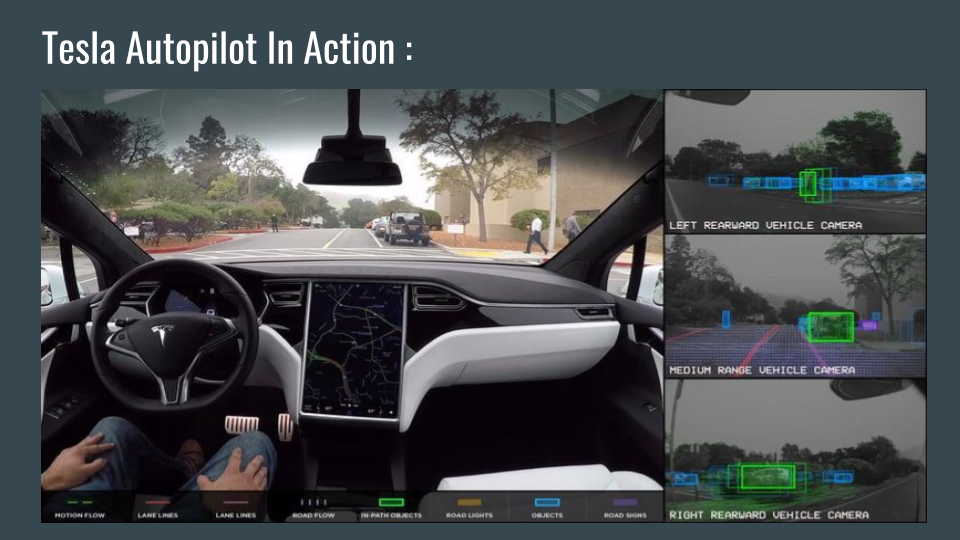 Tesla Autopilot In Action :
LEFT REARWARD VEHICLE CAMERA
MEDIUM RANGE VEHICLE CAMERA
RIGHT REARWARD VEHICLE CAMERA
MOTION FLOW
LANE LINES
LANE LINES
ROAD FLOW
IN-PATH OBJECTS
ROAD LIGHTS
OBJECTS
ROAD SIGNS